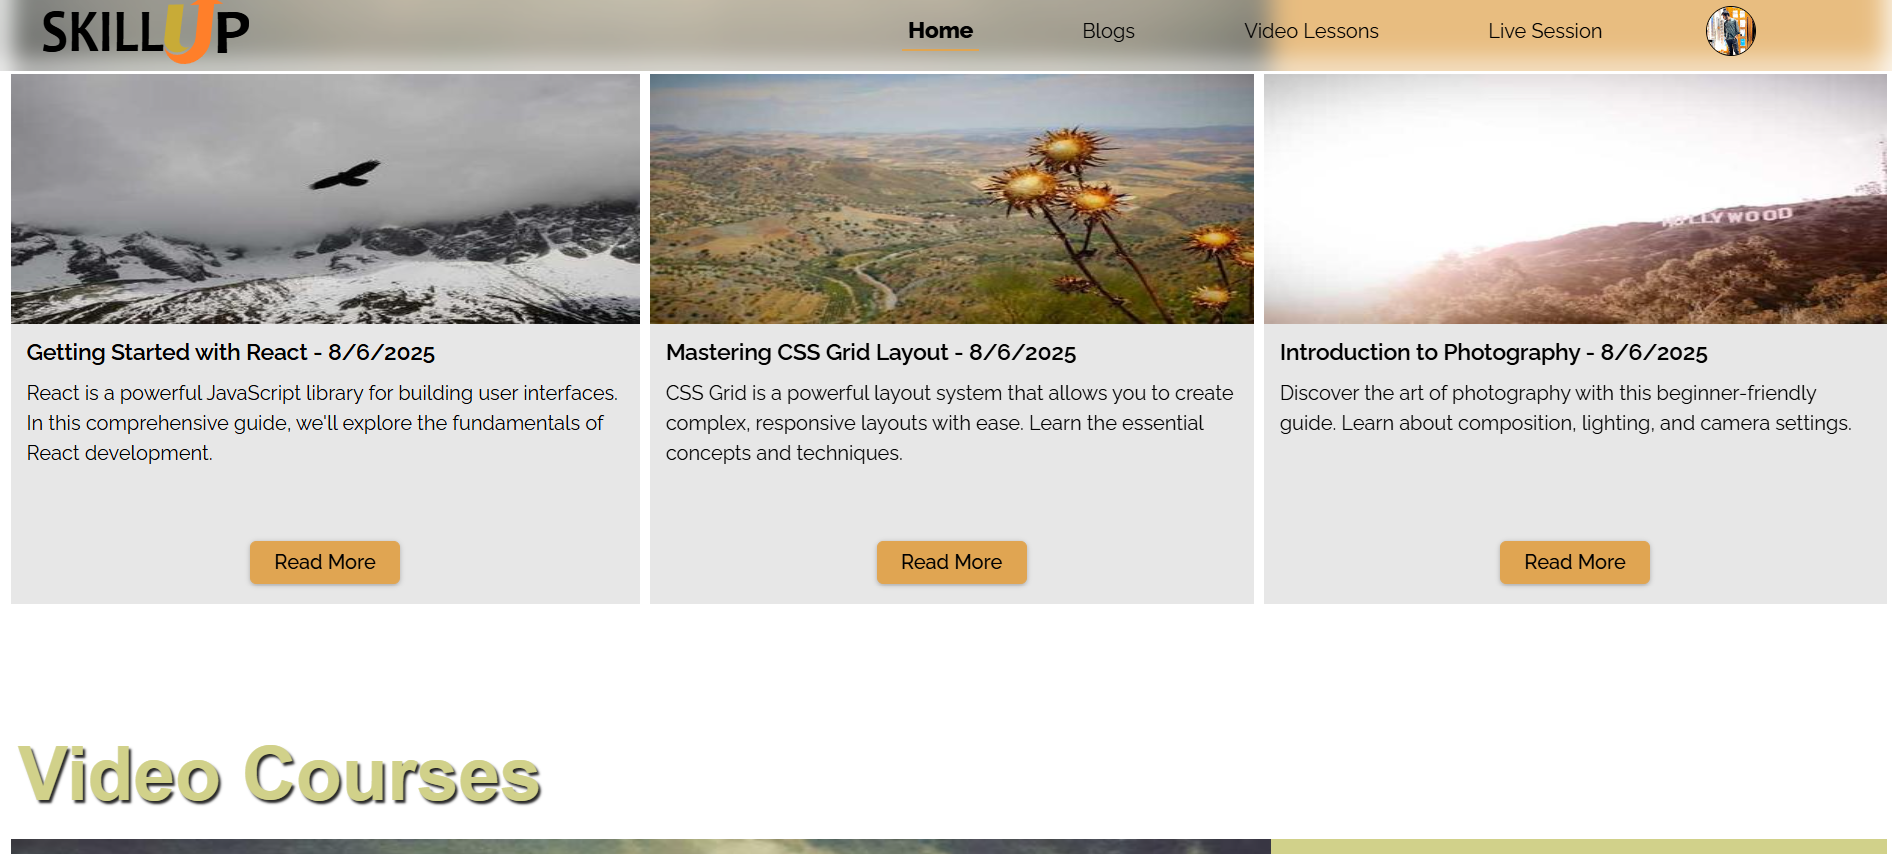 SKILLUP
Home
Blogs
Video Lessons
Live Session
HOLLYWOOD
Getting Started with React - 8/6/2025
React is a powerful JavaScript library for building user interfaces.
In this comprehensive guide, we'll explore the fundamentals of
React development.
Read More
Mastering CSS Grid Layout - 8/6/2025
CSS Grid is a powerful layout system that allows you to create
complex, responsive layouts with ease. Learn the essential
concepts and techniques.
Read More
Introduction to Photography - 8/6/2025
Discover the art of photography with this beginner-friendly
guide. Learn about composition, lighting, and camera settings.
Read More
Video Courses